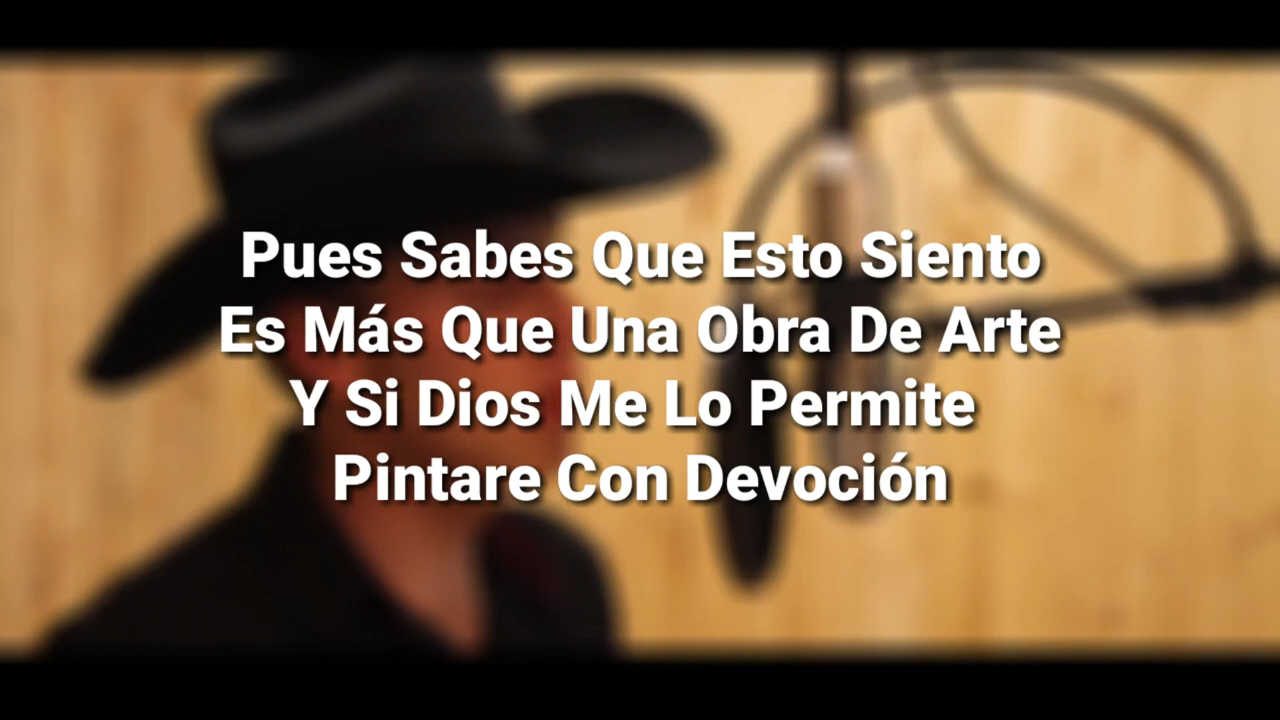 Pues Sabes Que Esto Siento
Es Más Que Una Obra De Arte
Y Si Dios Me Lo Permite
Pintare Con Devoción